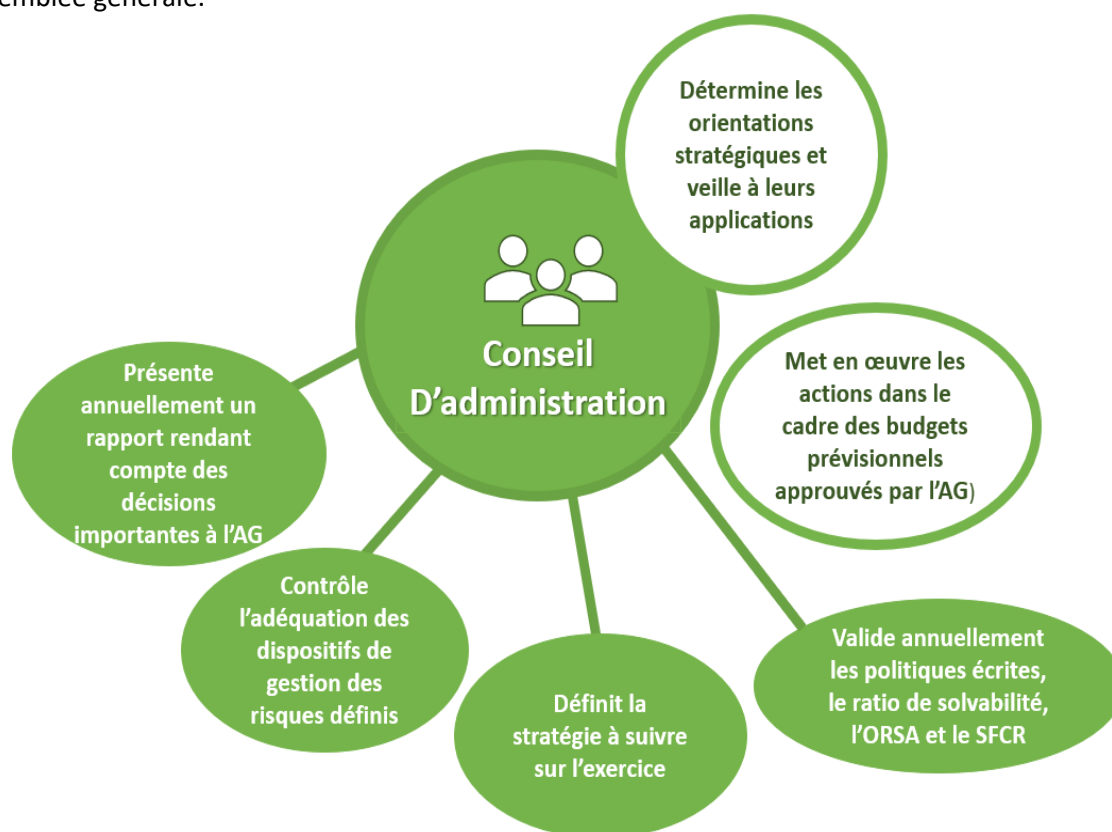 emblée générale.
Détermine les
orientations
stratégiques et
veille à leurs
applications
Conseil
D’administration
Met en œuvre les
actions dans le
cadre des budgets
prévisionnels
approuvés par l’AG)
Présente
annuellement un
rapport rendant
compte des
décisions
importantes à l’AG
Contrôle
l’adéquation des
dispositifs de
gestion des
risques définis
Définit la
stratégie à suivre
sur l’exercice
Valide annuellement
les politiques écrites,
le ratio de solvabilité,
l’ORSA et le SFCR